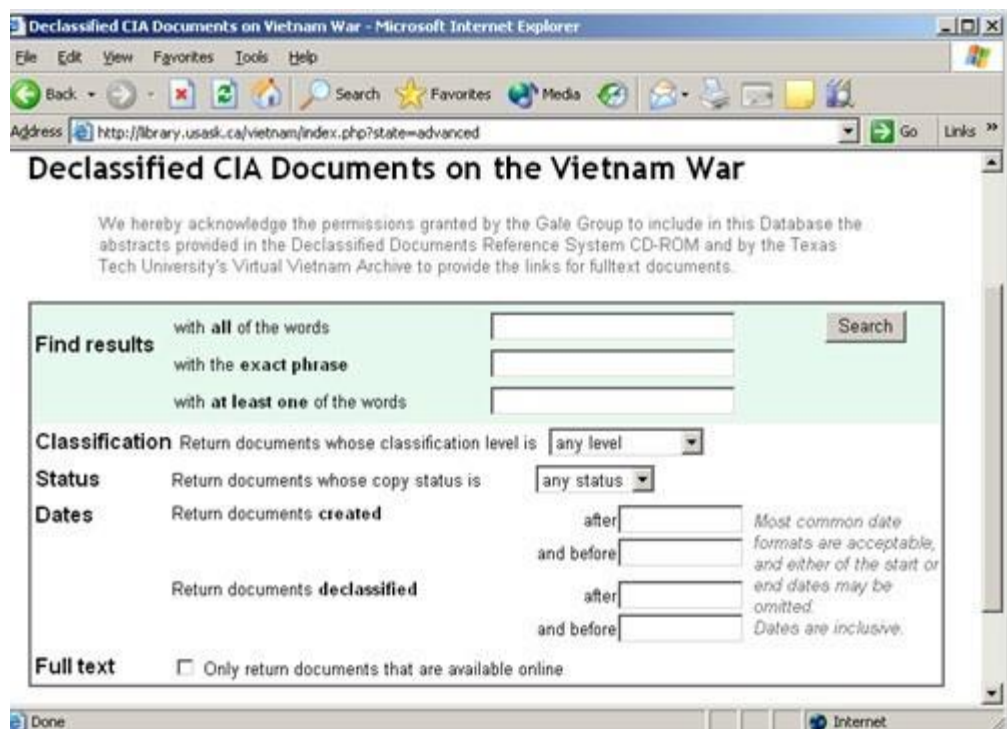 Declassified CIA Documents on Vietnam War - Microsoft Internet Explorer
File Edit View Favorites Tools Help
Back Search Favorites Media
Address http://library.usask.ca/vietnam/index.php?state=advanced Go Links »
Declassified CIA Documents on the Vietnam War
We hereby acknowledge the permissions granted by the Gale Group to include in this Database the
abstracts provided in the Declassified Documents Reference System CD-ROM and by the Texas
Tech University's Virtual Vietnam Archive to provide the links for fulltext documents.
Find results
with all of the words
Search
with the exact phrase
with at least one of the words
Classification Return documents whose classification level is any level
Status Return documents whose copy status is any status
Dates Return documents created after
and before
Return documents declassified after
and before
Most common date
formats are acceptable,
and either of the start or
end dates may be
omitted.
Dates are inclusive.
Full text Only return documents that are available online
Done Internet